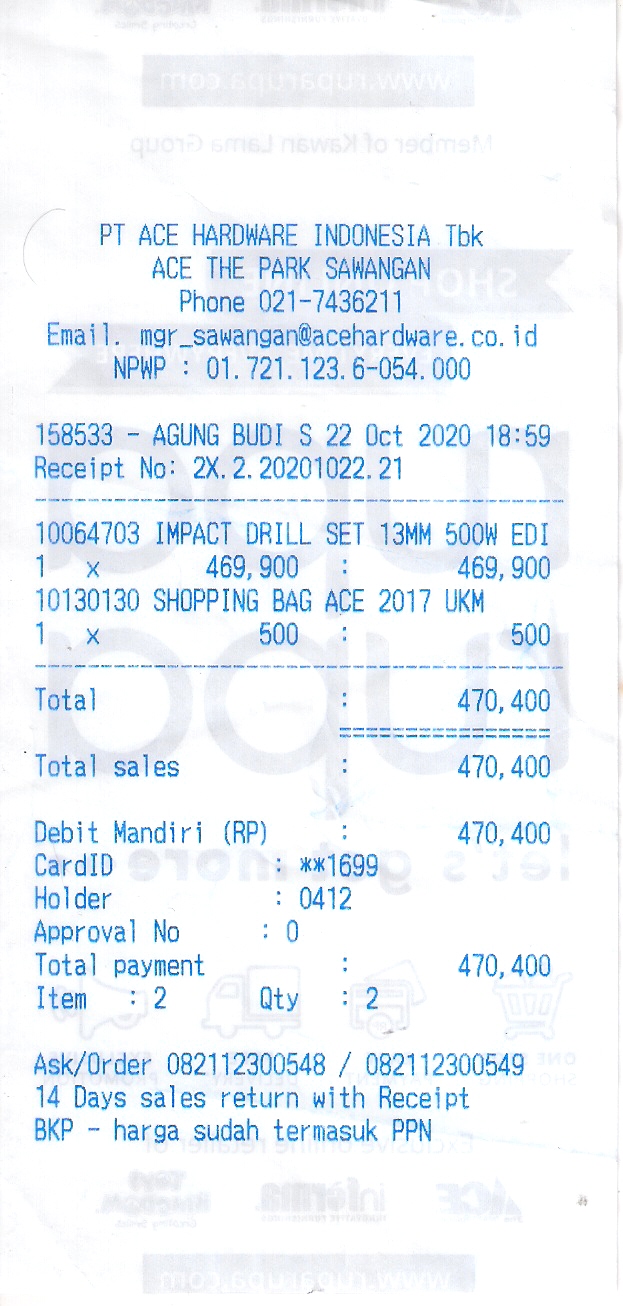 PT ACE HARDWARE INDONESIA Tbk
ACE THE PARK SAWANGAN
Phone 021-7436211
Email. mgr_sawangan@acehardware.co.id
NPWP : 01.721.123.6-054.000
158533 - AGUNG BUDI S 22 Oct 2020 18:59
Receipt No: 2X.2.20201022.21
10064703 IMPACT DRILL SET 13MM 500W EDI
1 x 469,900 : 469,900
10130130 SHOPPING BAG ACE 2017 UKM
1 x 500 : 500
Total : 470,400
Total sales : 470,400
Debit Mandiri (RP) : 470,400
CardID : **1699
Holder : 0412
Approval No : 0
Total payment : 470,400
Item : 2 Qty : 2
Ask/Order 082112300548 / 082112300549
14 Days sales return with Receipt
BKP - harga sudah termasuk PPN